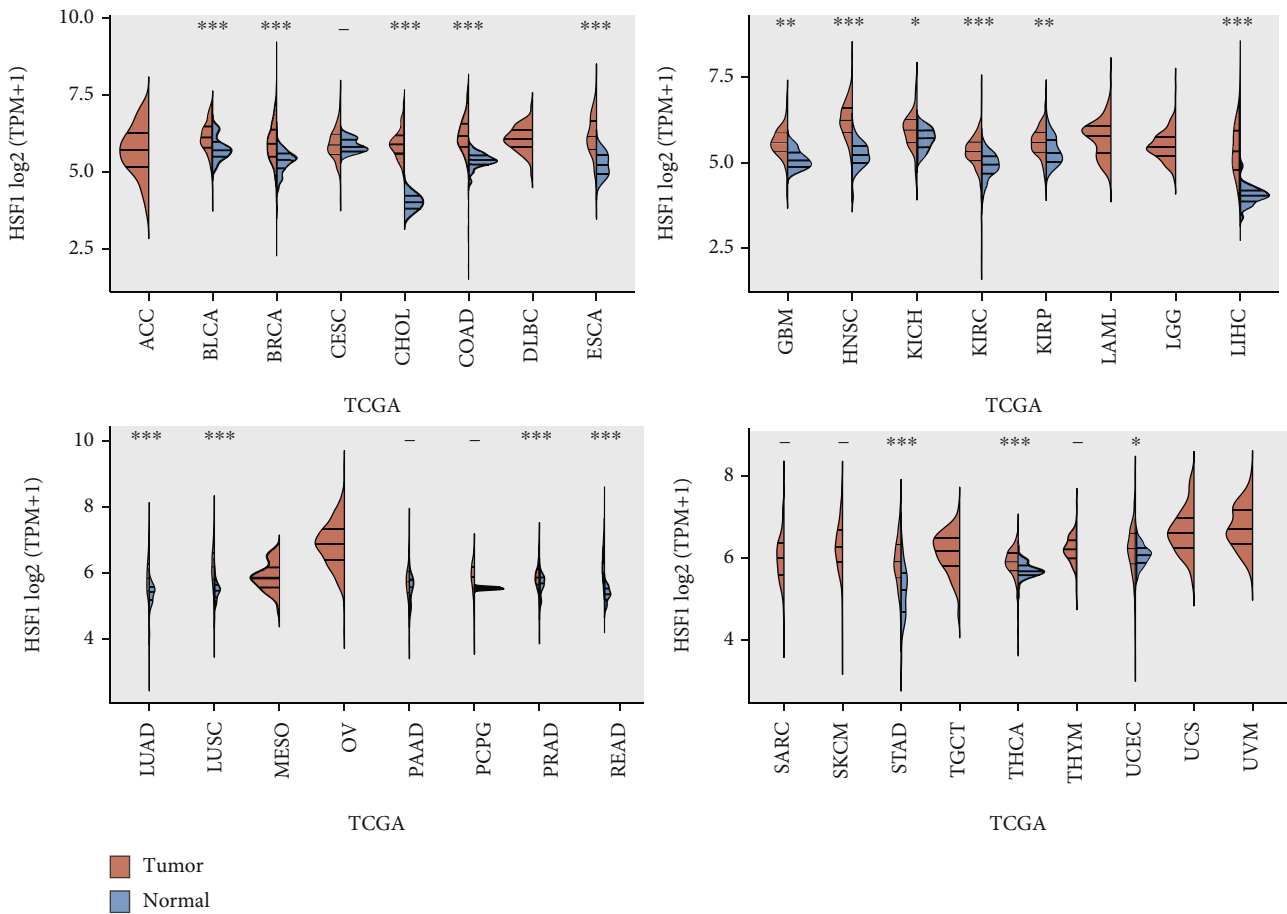 *** *** – *** *** ***
HSF1 log2 (TPM+1)
10.0
7.5
5.0
2.5
ACC BLCA BRCA CESC CHOL COAD DLBC ESCA
TCGA
** *** * *** ** ***
HSF1 log2 (TPM+1)
7.5
5.0
2.5
GBM HNSC KICH KIRC KIRP LAML LGG LIHC
TCGA
*** *** – – *** ***
HSF1 log2 (TPM+1)
10
8
6
4
LUAD LUSC MESO OV PAAD PCPG PRAD READ
TCGA
– – *** *** – *
HSF1 log2 (TPM+1)
8
6
4
SARC SKCM STAD TGCT THCA THYM UCEC UCS UVM
TCGA
Tumor
Normal